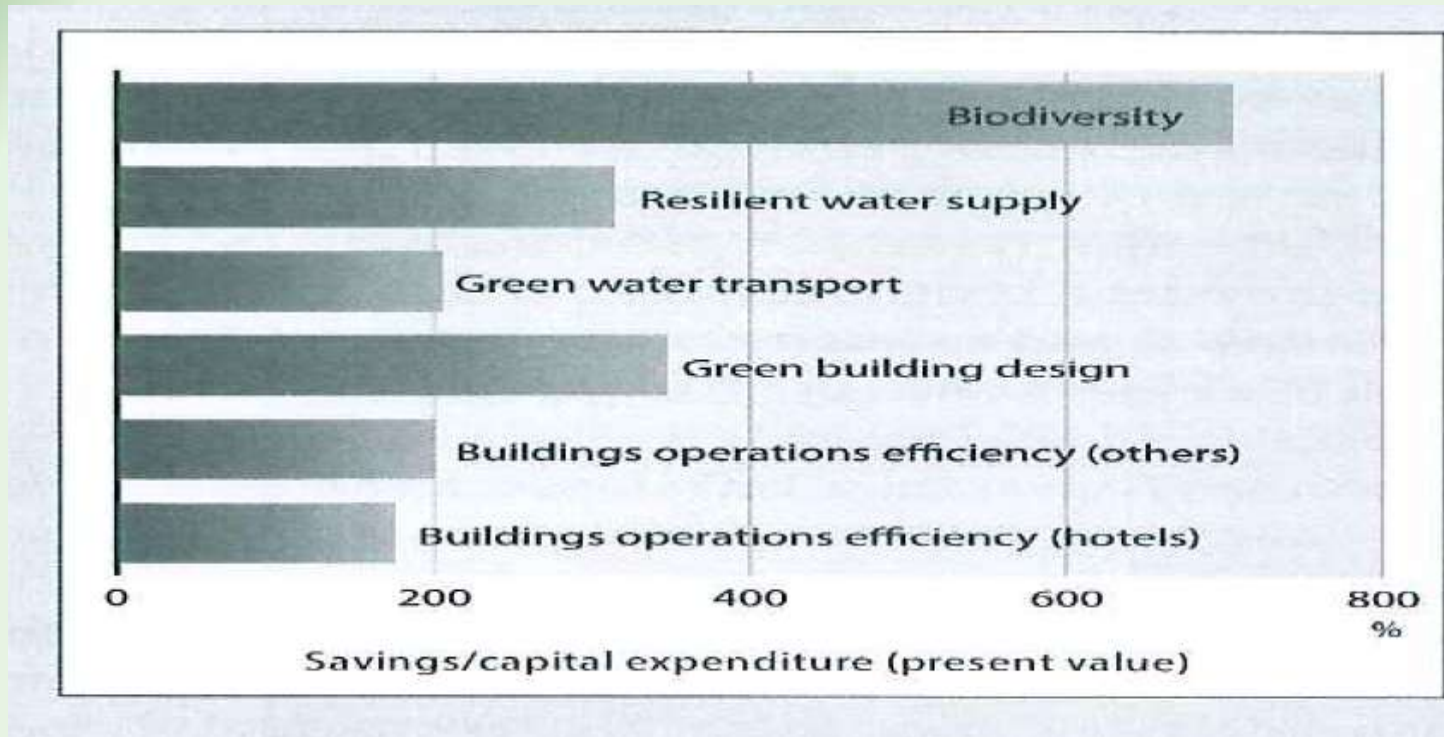 Biodiversity
Resilient water supply
Green water transport
Green building design
Buildings operations efficiency (others)
Buildings operations efficiency (hotels)
0 200 400 600 800
%
Savings/capital expenditure (present value)